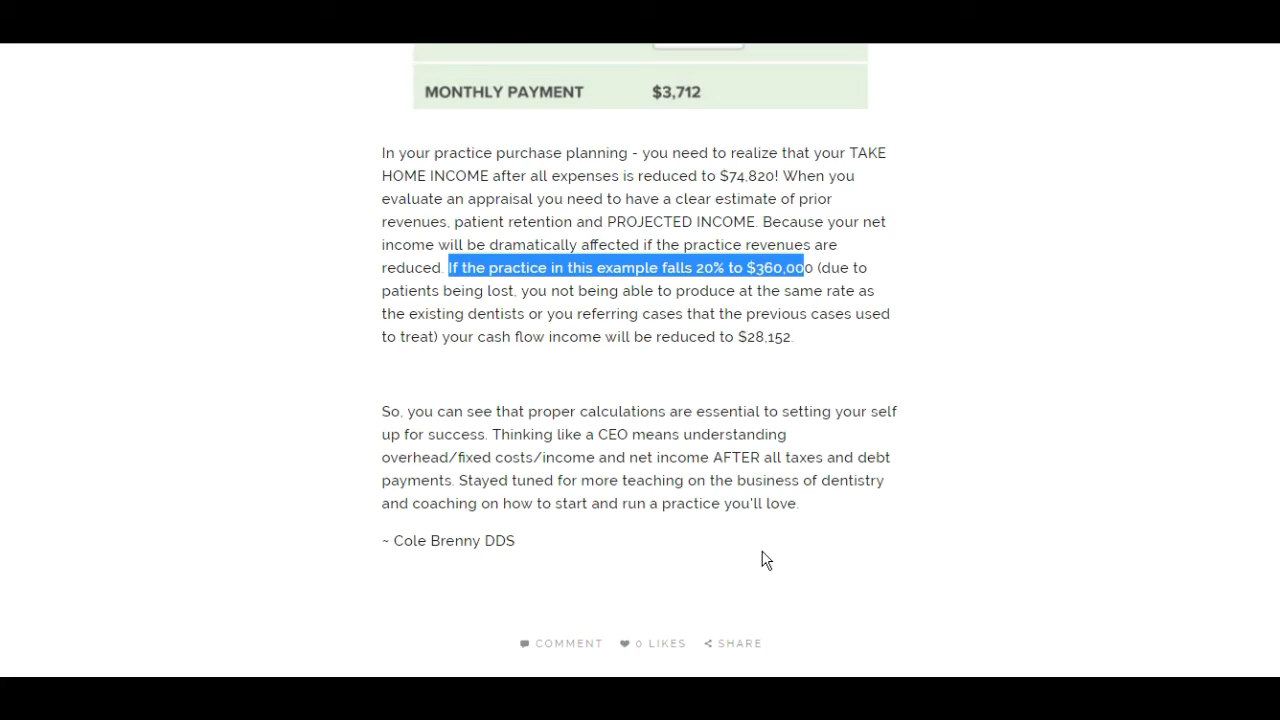 MONTHLY PAYMENT $3,712
In your practice purchase planning - you need to realize that your TAKE
HOME INCOME after all expenses is reduced to $74,820! When you
evaluate an appraisal you need to have a clear estimate of prior
revenues, patient retention and PROJECTED INCOME. Because your net
income will be dramatically affected if the practice revenues are
reduced. If the practice in this example falls 20% to $360,000 (due to
patients being lost, you not being able to produce at the same rate as
the existing dentists or you referring cases that the previous cases used
to treat) your cash flow income will be reduced to $28,152.
So, you can see that proper calculations are essential to setting your self
up for success. Thinking like a CEO means understanding
overhead/fixed costs/income and net income AFTER all taxes and debt
payments. Stayed tuned for more teaching on the business of dentistry
and coaching on how to start and run a practice you'll love.
~ Cole Brenny DDS
COMMENT 0 LIKES SHARE